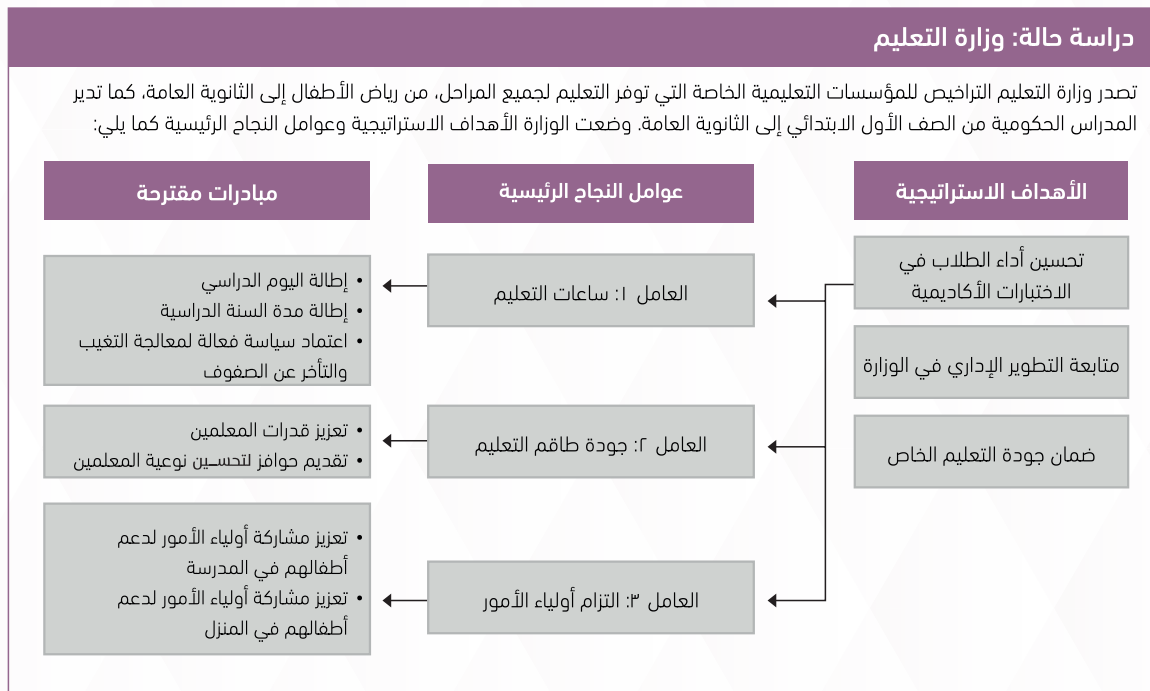 دراسة حالة: وزارة التعليم
تصدر وزارة التعليم التراخيص للمؤسسات التعليمية الخاصة التي توفر التعليم لجميع المراحل، من رياض الأطفال إلى الثانوية العامة، كما تدير
المدارس الحكومية من الصف الأول الابتدائي إلى الثانوية العامة. وضعت الوزارة الأهداف الاستراتيجية وعوامل النجاح الرئيسية كما يلي:
الأهداف الاستراتيجية
تحسين أداء الطلاب في
الاختبارات الأكاديمية
متابعة التطوير الإداري في الوزارة
ضمان جودة التعليم الخاص
عوامل النجاح الرئيسية
العامل ١: ساعات التعليم
العامل ٢: جودة طاقم التعليم
العامل ٣: التزام أولياء الأمور
مبادرات مقترحة
• إطالة اليوم الدراسي
• إطالة مدة السنة الدراسية
• اعتماد سياسة فعالة لمعالجة التغيب
والتأخر عن الصفوف
• تعزيز قدرات المعلمين
• تقديم حوافز لتحســين نوعية المعلمين
• تعزيز مشاركة أولياء الأمور لدعم
أطفالهم في المدرسة
• تعزيز مشاركة أولياء الأمور لدعم
أطفالهم في المنزل